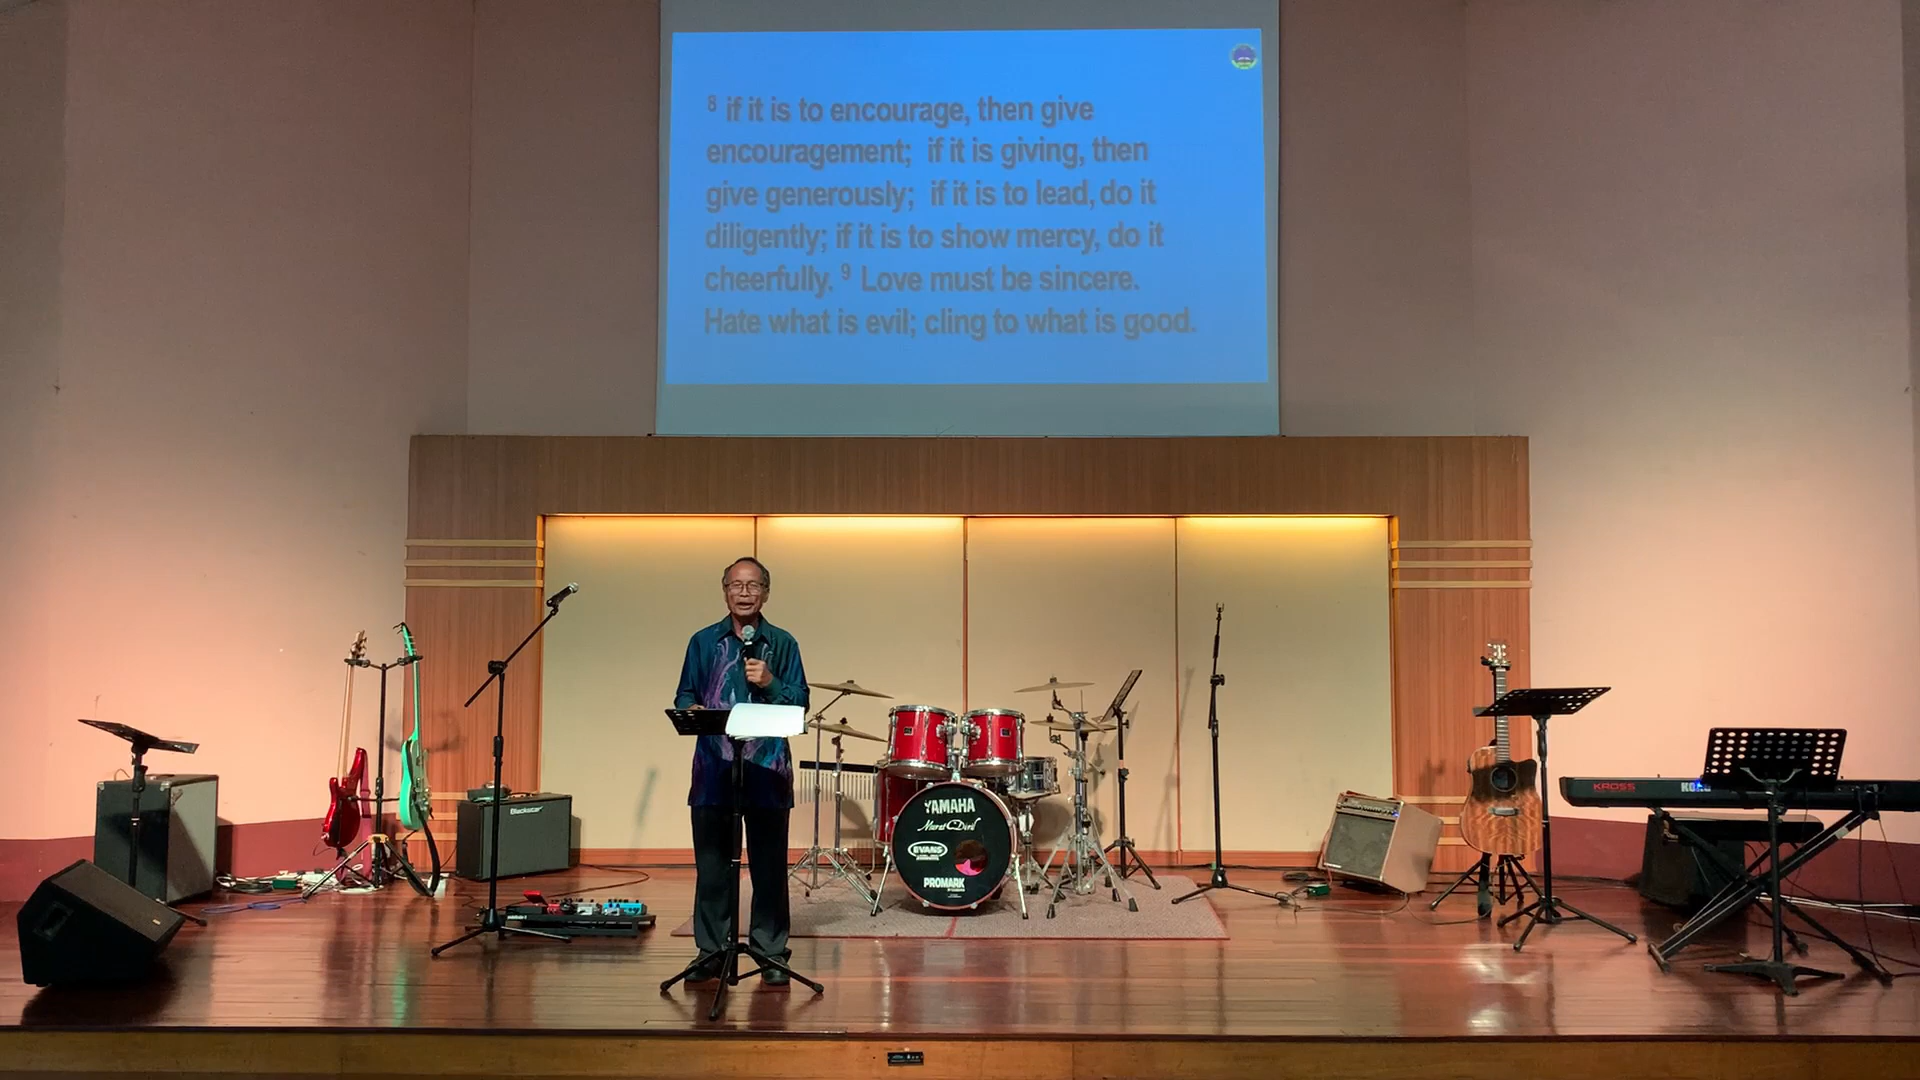 8 if it is to encourage, then give
encouragement; if it is giving, then
give generously; if it is to lead, do it
diligently; if it is to show mercy, do it
cheerfully. 9 Love must be sincere.
Hate what is evil; cling to what is good.
Blackstar
YAMAHA
EVANS
PROMARK
KROSS
KORG